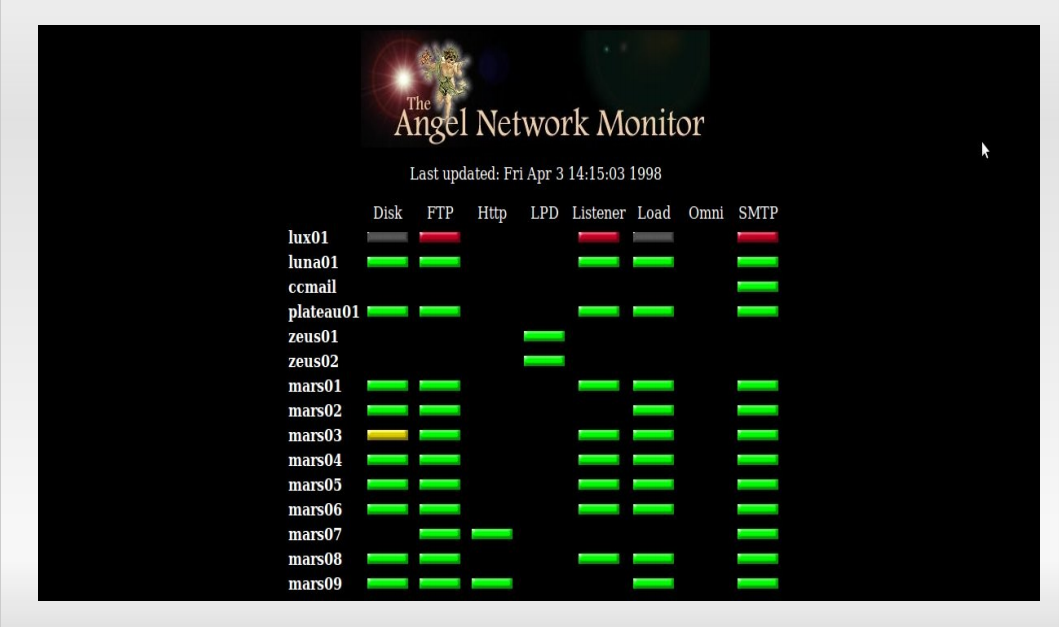 The
Angel Network Monitor
Last updated: Fri Apr 3 14:15:03 1998
Disk FTP Http LPD Listener Load Omni SMTP
lux01
luna01
ccmail
plateau01
zeus01
zeus02
mars01
mars02
mars03
mars04
mars05
mars06
mars07
mars08
mars09